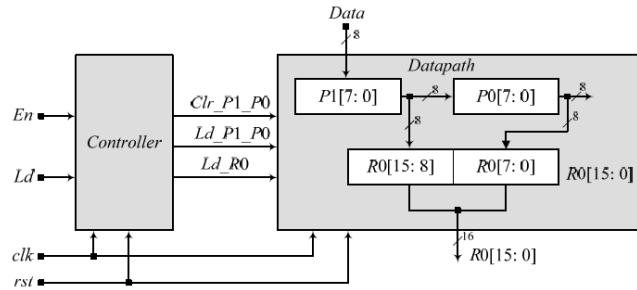 Data
8
Datapath
P1[7: 0]
8
P0[7: 0]
8
8
8
En
Controller
Clr_P1_P0
Ld_P1_P0
Ld
Ld_R0
R0[15: 8]
R0[7: 0]
R0[15: 0]
clk
16
R0[15: 0]
rst